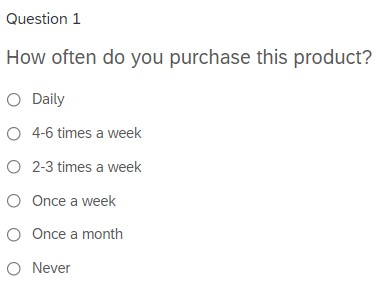 Question 1
How often do you purchase this product?
Daily
4-6 times a week
2-3 times a week
Once a week
Once a month
Never